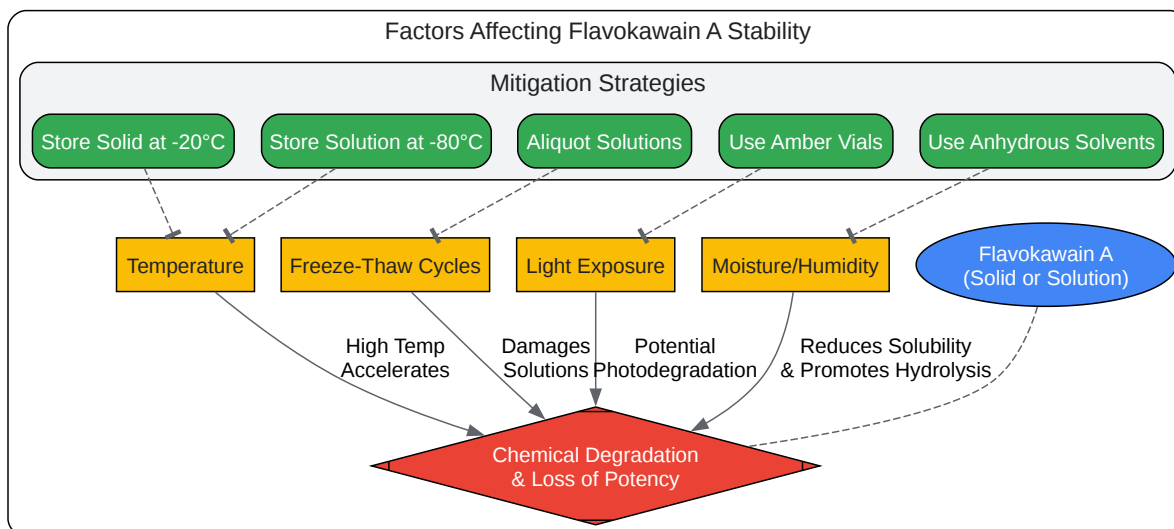 Factors Affecting Flavokawain A Stability
Mitigation Strategies
Store Solid at -20°C
Store Solution at -80°C
Aliquot Solutions
Use Amber Vials
Use Anhydrous Solvents
Temperature
Freeze-Thaw Cycles
Light Exposure
Moisture/Humidity
Flavokawain A
(Solid or Solution)
High Temp
Accelerates
Damages
Solutions
Potential
Photodegradation
Reduces Solubility
& Promotes Hydrolysis
Chemical Degradation
& Loss of Potency